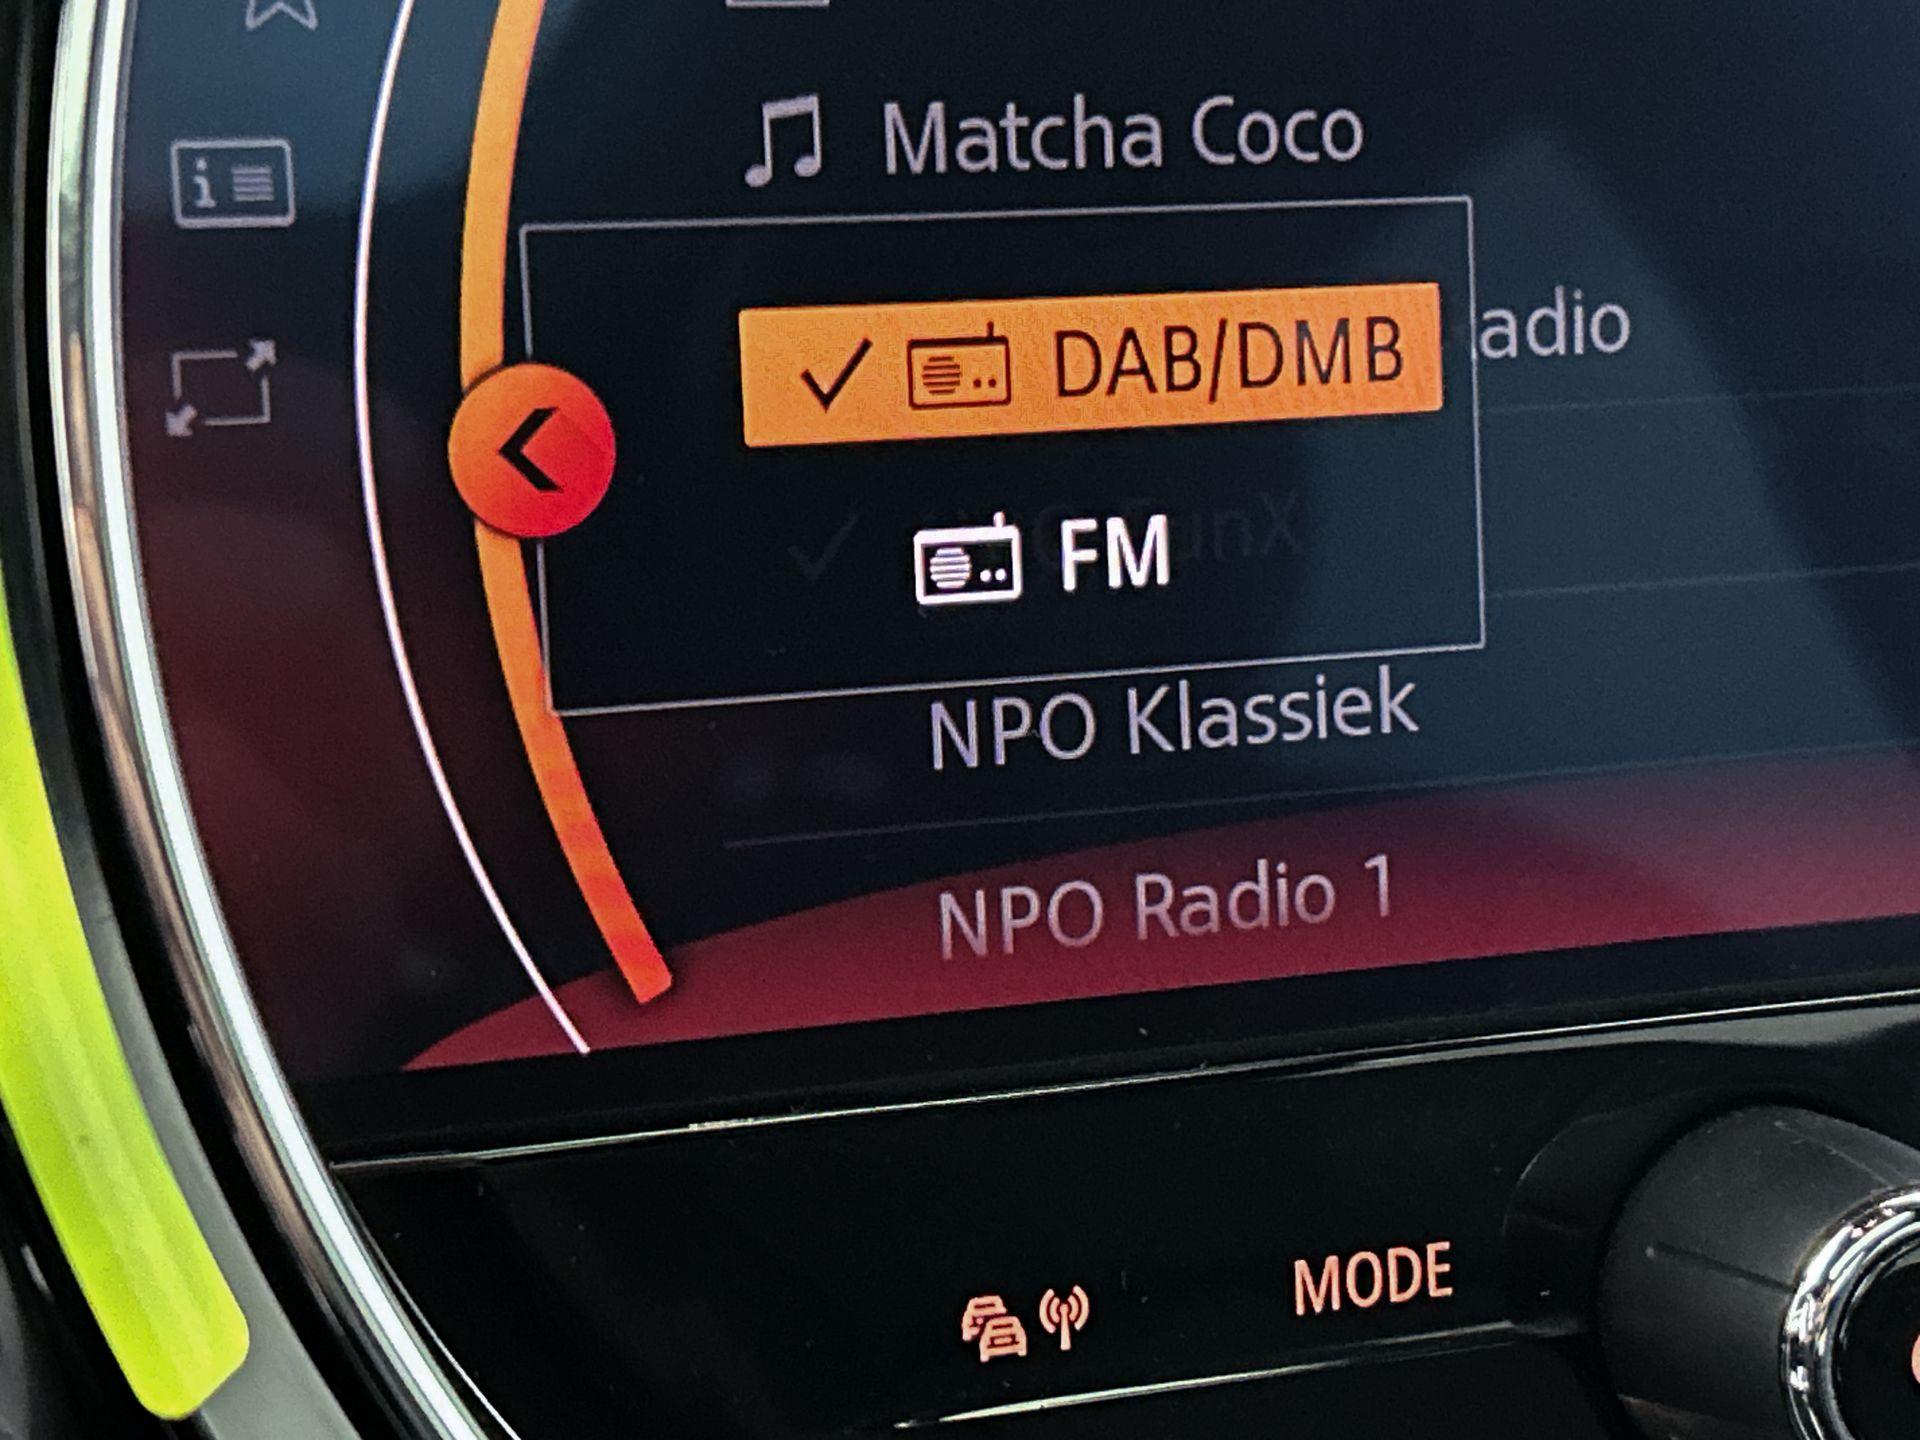 Matcha Coco
DAB/DMB
adio
FM
NPO Klassiek
NPO Radio 1
MODE